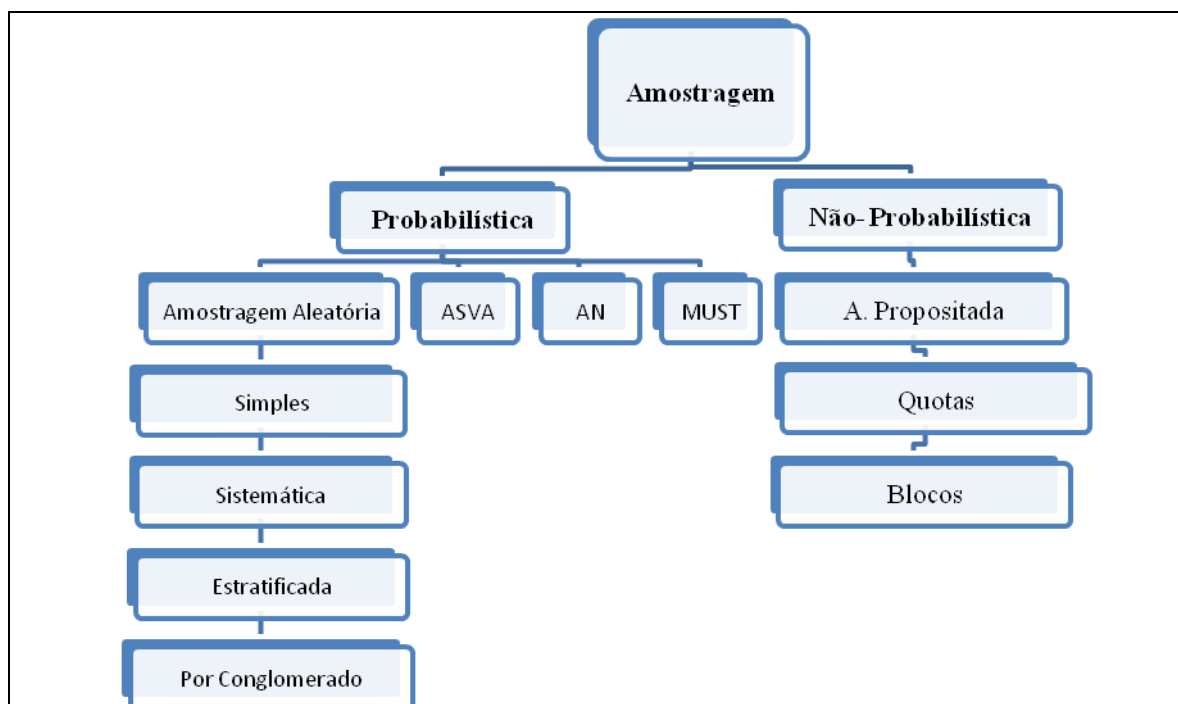 Amostragem
Probabilística
Não- Probabilística
Amostragem Aleatória
ASVA
AN
MUST
A. Propositada
Simples
Quotas
Sistemática
Blocos
Estratificada
Por Conglomerado